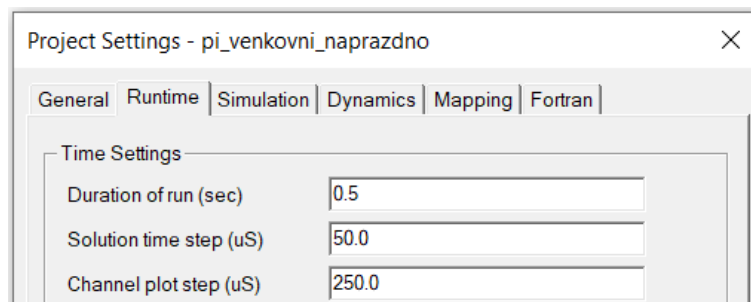 Project Settings - pi_venkovni_naprazdno
General Runtime Simulation Dynamics Mapping Fortran
Time Settings
Duration of run (sec) 0.5
Solution time step (uS) 50.0
Channel plot step (uS) 250.0